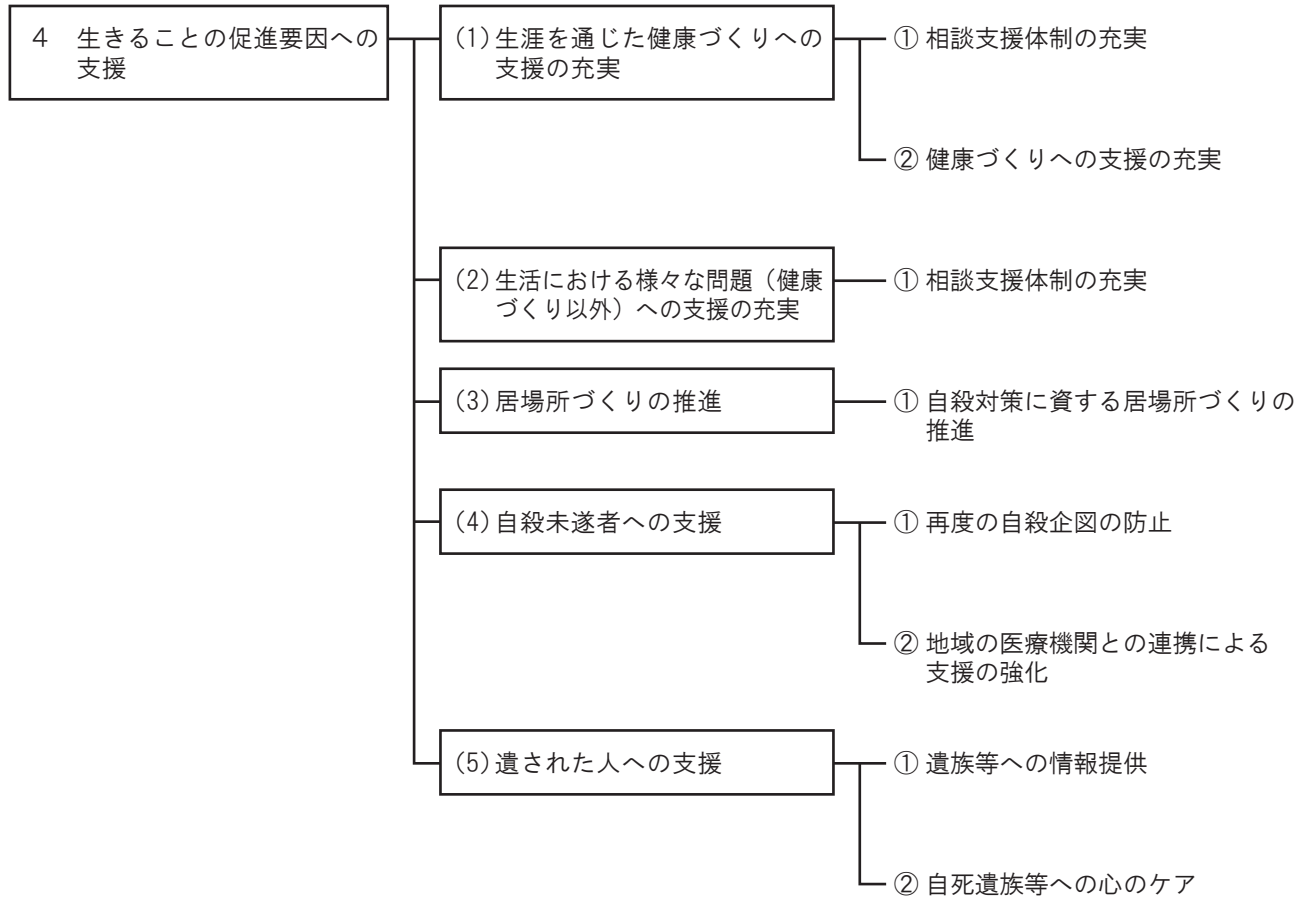 4　生きることの促進要因への
支援
(1)生涯を通じた健康づくりへの
支援の充実
① 相談支援体制の充実
② 健康づくりへの支援の充実
(2)生活における様々な問題（健康
づくり以外）への支援の充実
① 相談支援体制の充実
(3)居場所づくりの推進
① 自殺対策に資する居場所づくりの
推進
(4)自殺未遂者への支援
① 再度の自殺企図の防止
② 地域の医療機関との連携による
支援の強化
(5)遺された人への支援
① 遺族等への情報提供
② 自死遺族等への心のケア